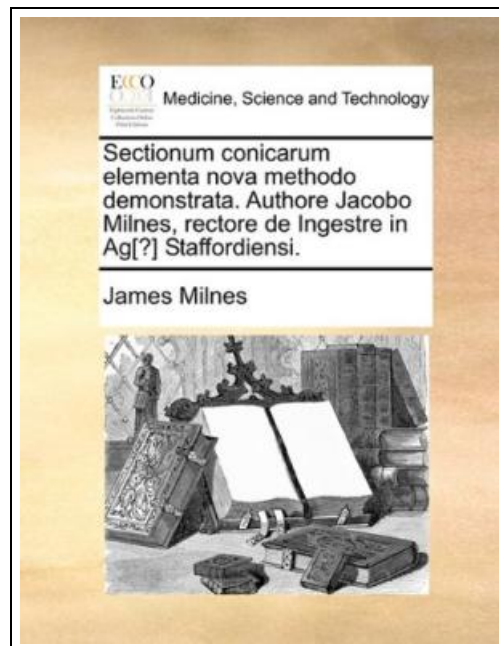 ECCO
Medicine, Science and Technology
Sectionum conicarum
elementa nova methodo
demonstrata. Authore Jacobo
Milnes, rectore de Ingestre in
Ag[?] Staffordiensi.
James Milnes